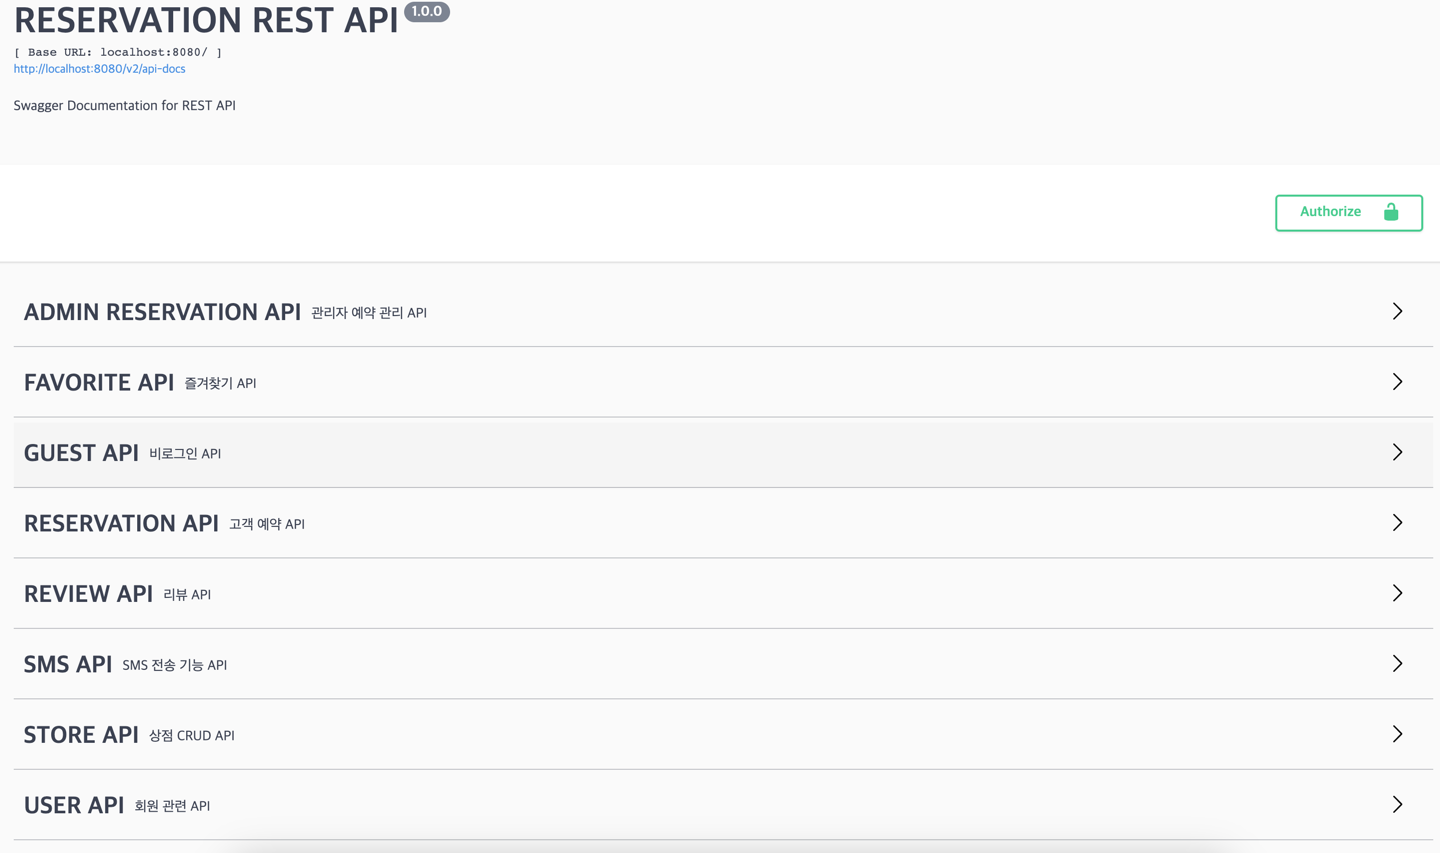 RESERVATION REST API 1.0.0
[ Base URL: localhost:8080/ ]
http://localhost:8080/v2/api-docs
Swagger Documentation for REST API
Authorize
ADMIN RESERVATION API 관리자 예약 관리 API
FAVORITE API 즐겨찾기 API
GUEST API 비로그인 API
RESERVATION API 고객 예약 API
REVIEW API 리뷰 API
SMS API SMS 전송 기능 API
STORE API 상점 CRUD API
USER API 회원 관련 API